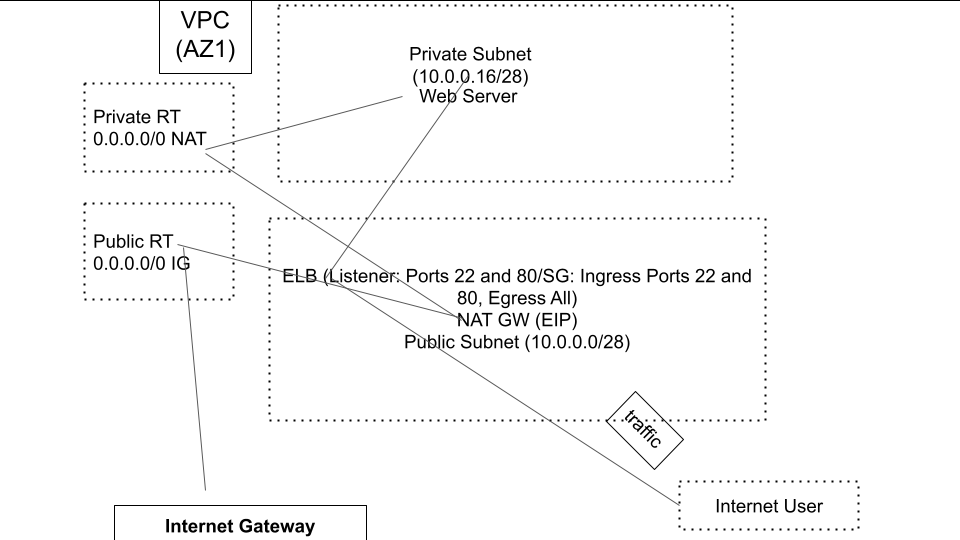 VPC
(AZ1)
Private Subnet
(10.0.0.16/28)
Web Server
Private RT
0.0.0.0/0 NAT
Public RT
0.0.0.0/0 IG
ELB (Listener: Ports 22 and 80/SG: Ingress Ports 22 and
80, Egress All)
NAT GW (EIP)
Public Subnet (10.0.0.0/28)
traffic
Internet User
Internet Gateway